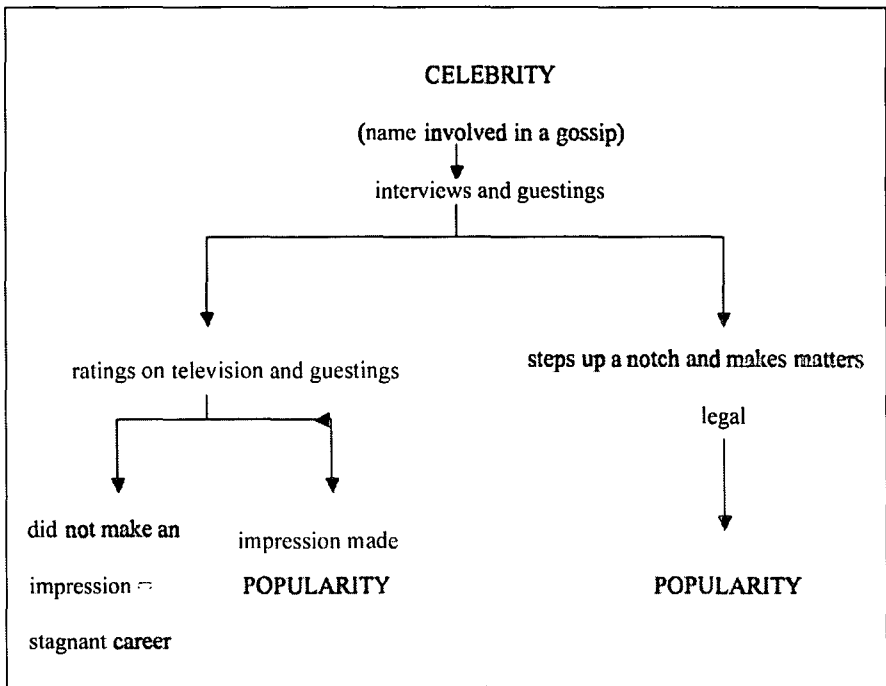 CELEBRITY
(name involved in a gossip)
interviews and guestings
ratings on television and guestings
steps up a notch and makes matters
legal
did not make an
impression =
stagnant career
impression made
POPULARITY
POPULARITY